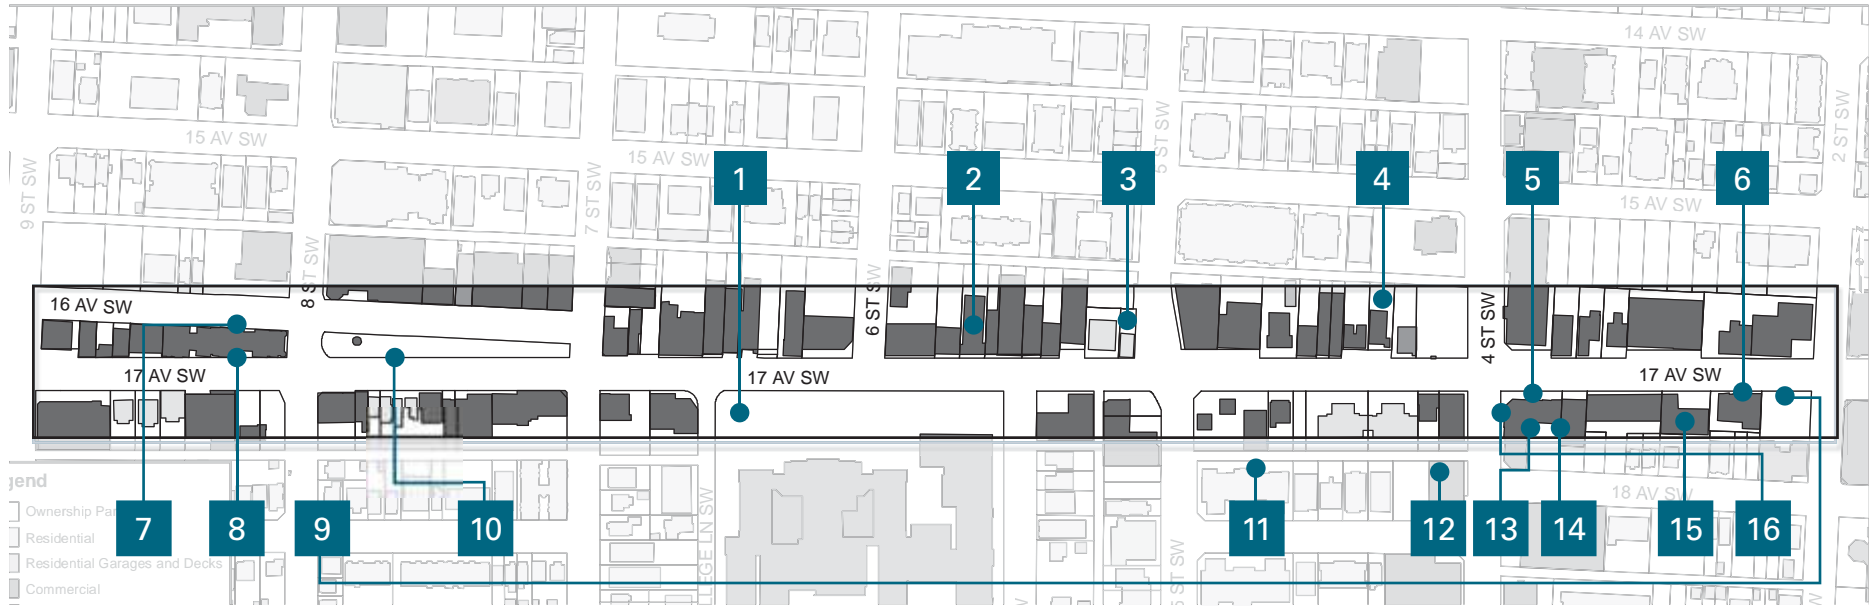 14 AV SW
15 AV SW
15 AV SW
15 AV SW
9 ST SW
8 ST SW
7 ST SW
6 ST SW
5 ST SW
4 ST SW
2 ST SW
1
2
3
4
5
6
16 AV SW
17 AV SW
17 AV SW
17 AV SW
18 AV SW
7
8
9
10
11
12
13
14
15
16
Residential
Residential Garages and Decks
Commercial
Ownership